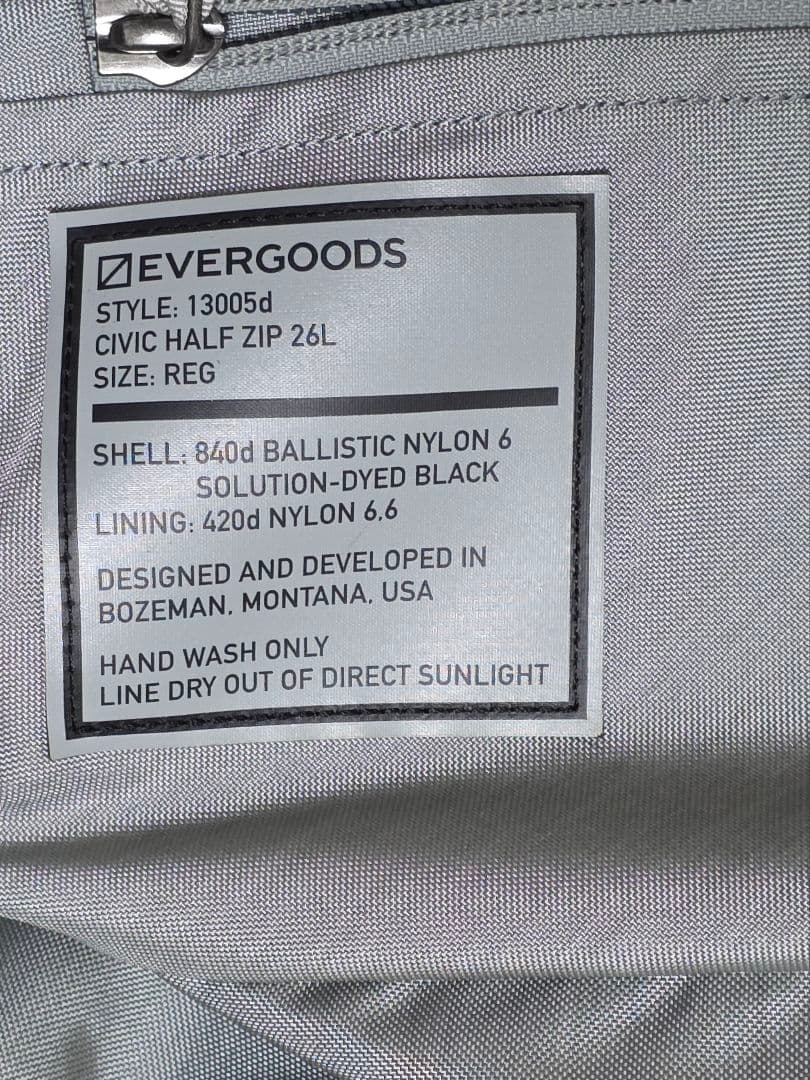 EVERGOODS
STYLE: 13005d
CIVIC HALF ZIP 26L
SIZE: REG
SHELL: 840d BALLISTIC NYLON 6
SOLUTION-DYED BLACK
LINING: 420d NYLON 6,6
DESIGNED AND DEVELOPED IN
BOZEMAN, MONTANA, USA
HAND WASH ONLY
LINE DRY OUT OF DIRECT SUNLIGHT